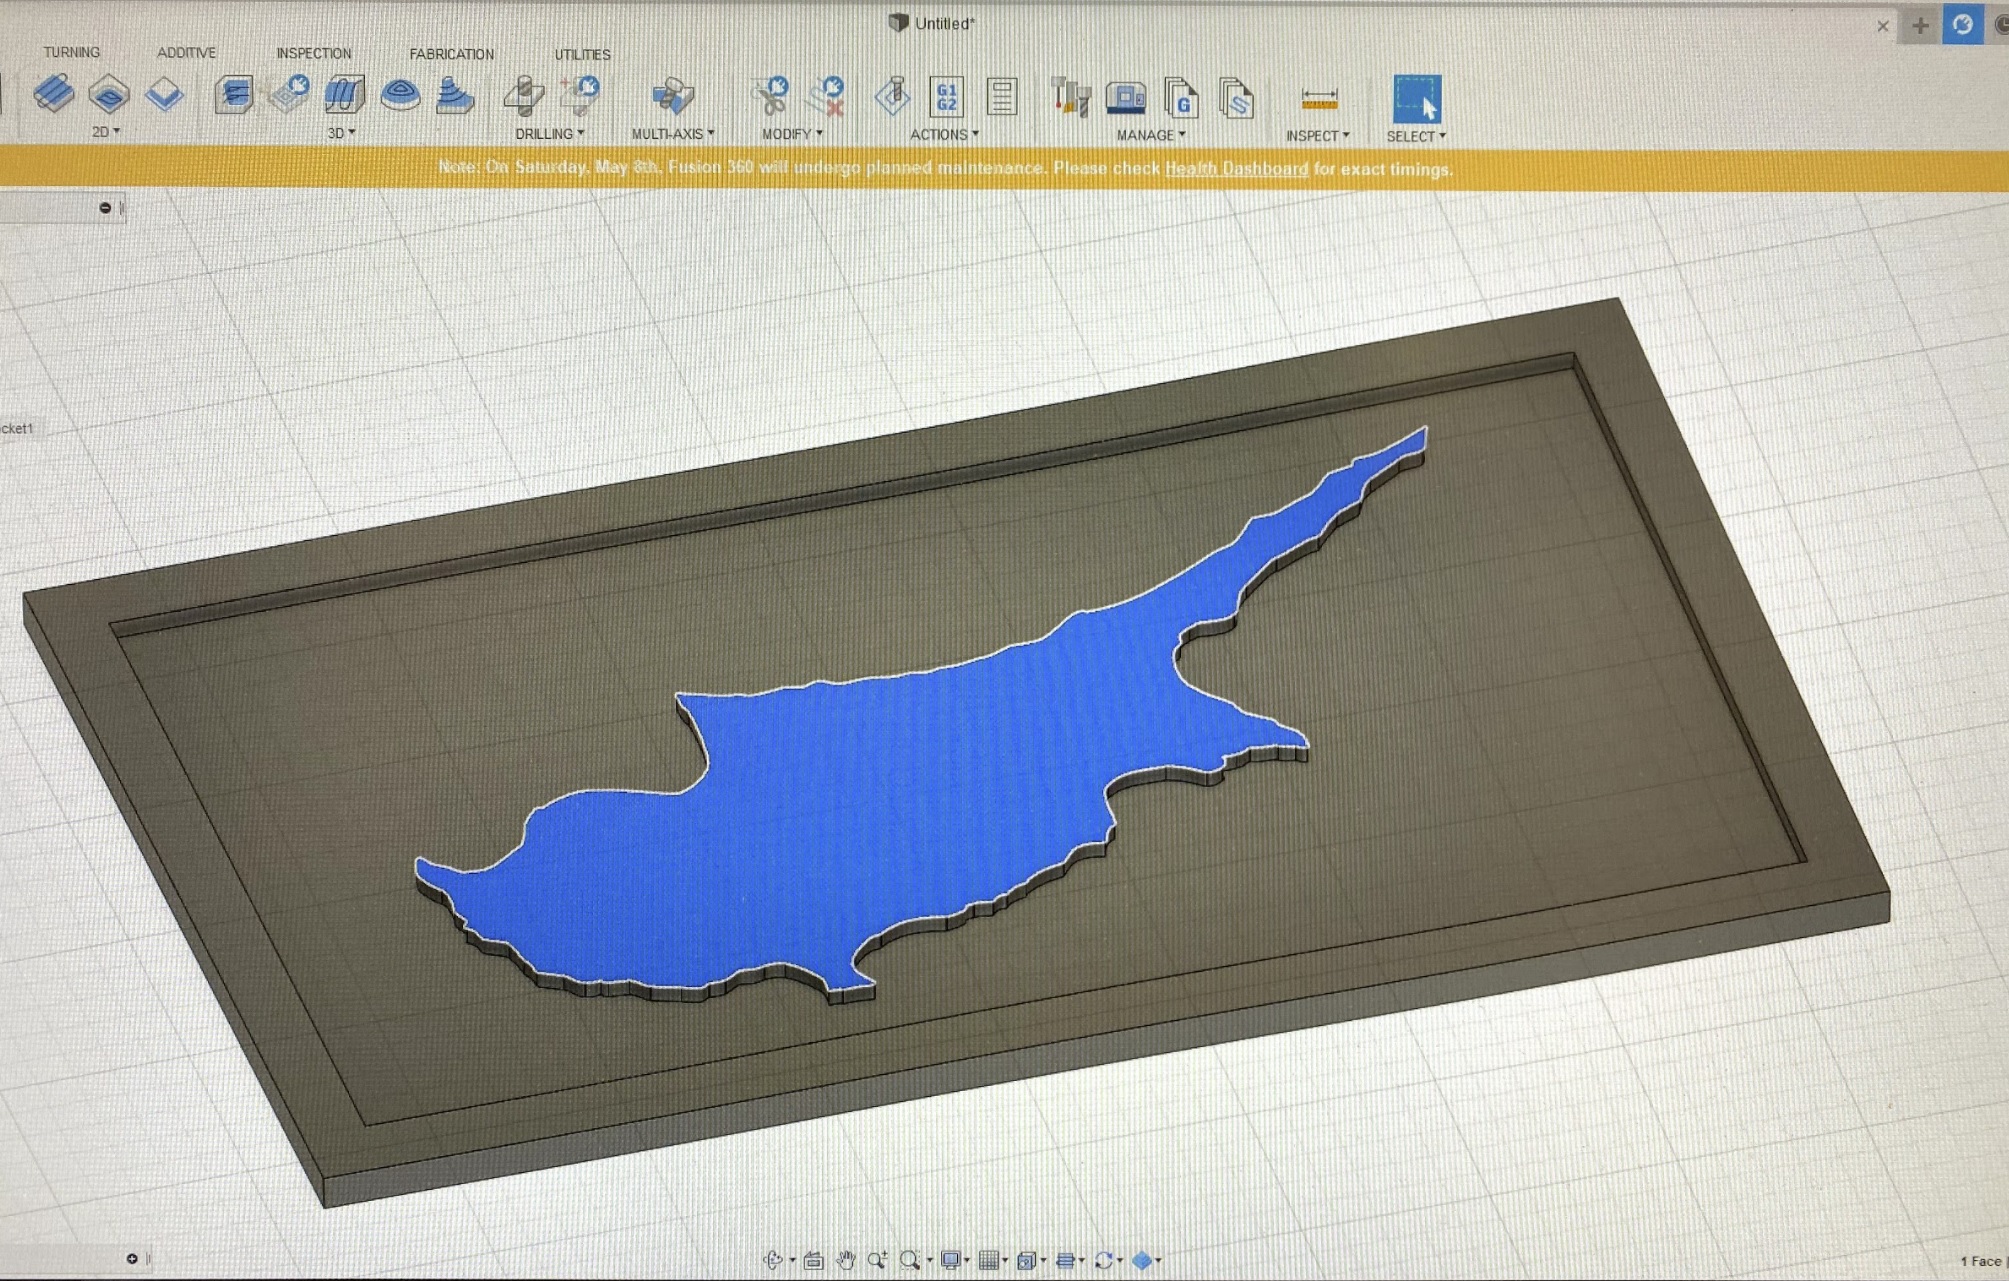 Untitled*
TURNING ADDITIVE INSPECTION FABRICATION UTILITIES
G1
G2
G
S
2D 3D DRILLING MULTI-AXIS MODIFY ACTIONS MANAGE INSPECT SELECT
Note: On Saturday, May 8th, Fusion 360 will undergo planned maintenance. Please check Health Dashboard for exact timings.
cket1
1 Face